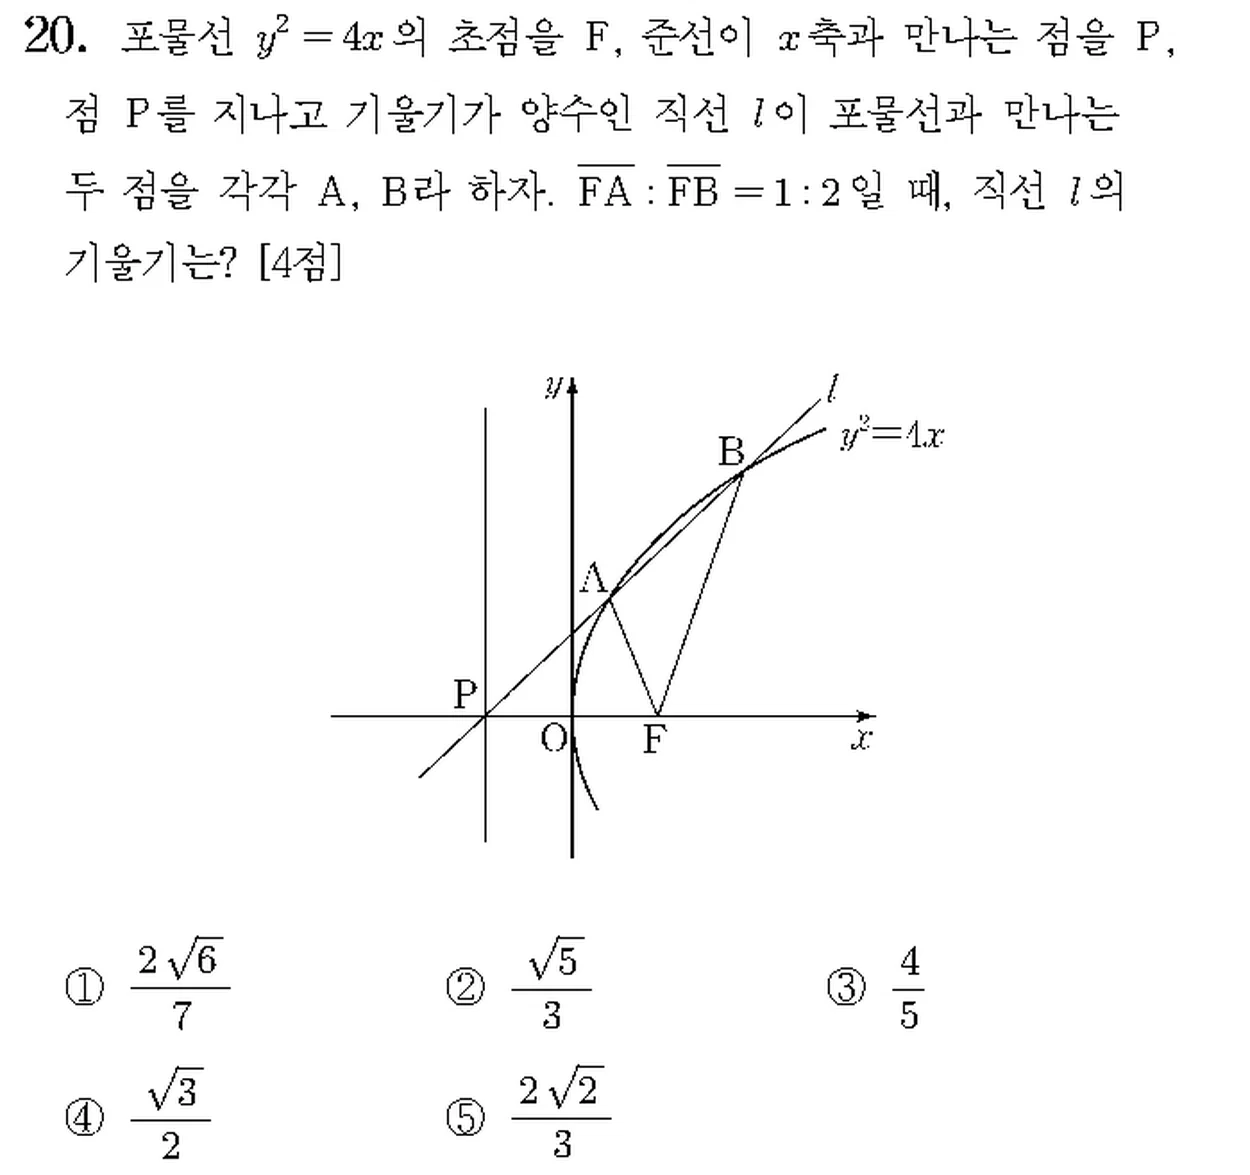 20. 포물선 y² = 4x의 초점을 F, 준선이 x축과 만나는 점을 P,
점 P를 지나고 기울기가 양수인 직선 l이 포물선과 만나는
두 점을 각각 A, B라 하자. F̅A̅ : F̅B̅ = 1 : 2일 때, 직선 l의
기울기는? [4점]
y
l
y²=4x
B
A
P
O
F
x
① 2√6/7 ② √5/3 ③ 4/5
④ √3/2 ⑤ 2√2/3